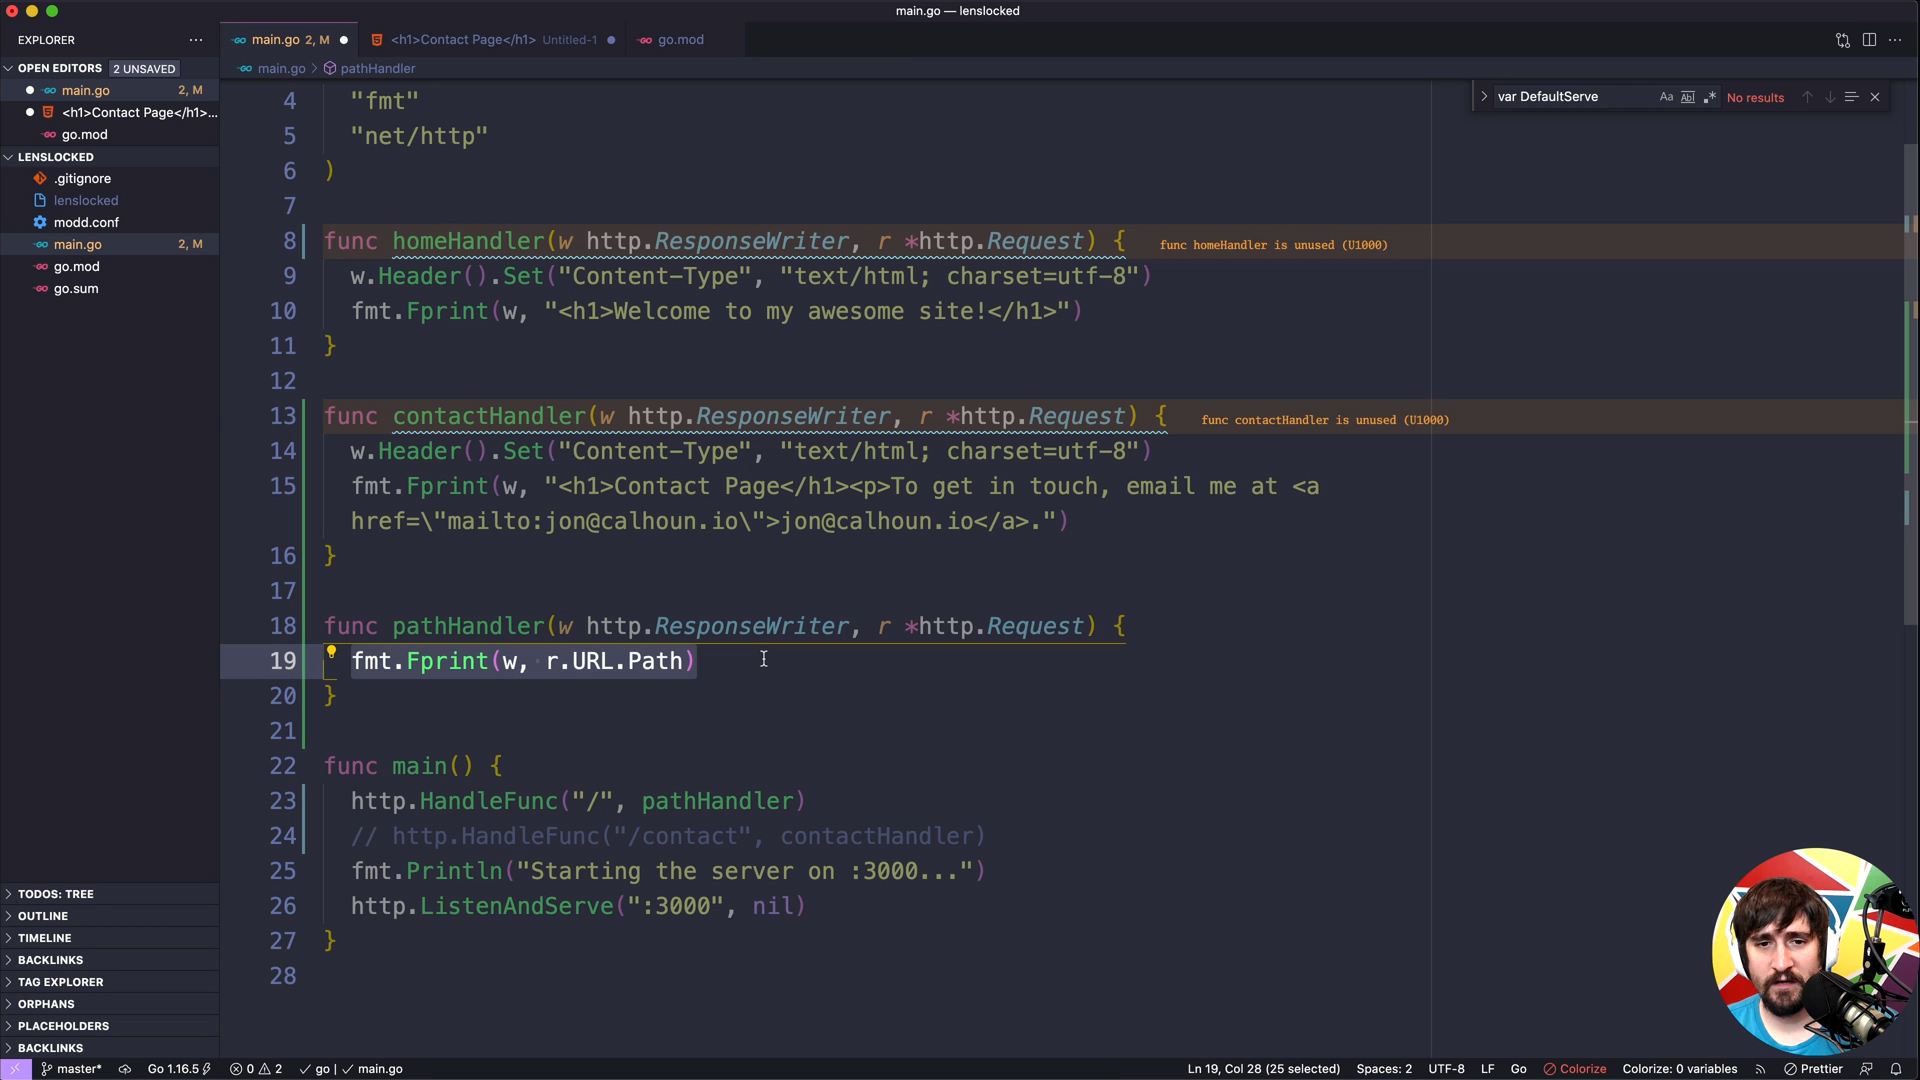 main.go — lenslocked
EXPLORER
main.go 2, M
<h1>Contact Page</h1> Untitled-1
go.mod
OPEN EDITORS 2 UNSAVED
main.go 2, M
<h1>Contact Page</h1>...
go.mod
LENSLOCKED
.gitignore
lenslocked
modd.conf
main.go 2, M
go.mod
go.sum
TODOS: TREE
OUTLINE
TIMELINE
BACKLINKS
TAG EXPLORER
ORPHANS
PLACEHOLDERS
BACKLINKS
main.go > pathHandler
var DefaultServe Aa Abl .* No results
4 "fmt"
5 "net/http"
6 )
7
8 func homeHandler(w http.ResponseWriter, r *http.Request) { func homeHandler is unused (U1000)
9 w.Header().Set("Content-Type", "text/html; charset=utf-8")
10 fmt.Fprint(w, "<h1>Welcome to my awesome site!</h1>")
11 }
12
13 func contactHandler(w http.ResponseWriter, r *http.Request) { func contactHandler is unused (U1000)
14 w.Header().Set("Content-Type", "text/html; charset=utf-8")
15 fmt.Fprint(w, "<h1>Contact Page</h1><p>To get in touch, email me at <a
href=\"mailto:jon@calhoun.io\">jon@calhoun.io</a>.")
16 }
17
18 func pathHandler(w http.ResponseWriter, r *http.Request) {
19 fmt.Fprint(w, r.URL.Path)
20 }
21
22 func main() {
23 http.HandleFunc("/", pathHandler)
24 // http.HandleFunc("/contact", contactHandler)
25 fmt.Println("Starting the server on :3000...")
26 http.ListenAndServe(":3000", nil)
27 }
28
master* Go 1.16.5 0 2 go | main.go Ln 19, Col 28 (25 selected) Spaces: 2 UTF-8 LF Go Colorize Colorize: 0 variables Prettier